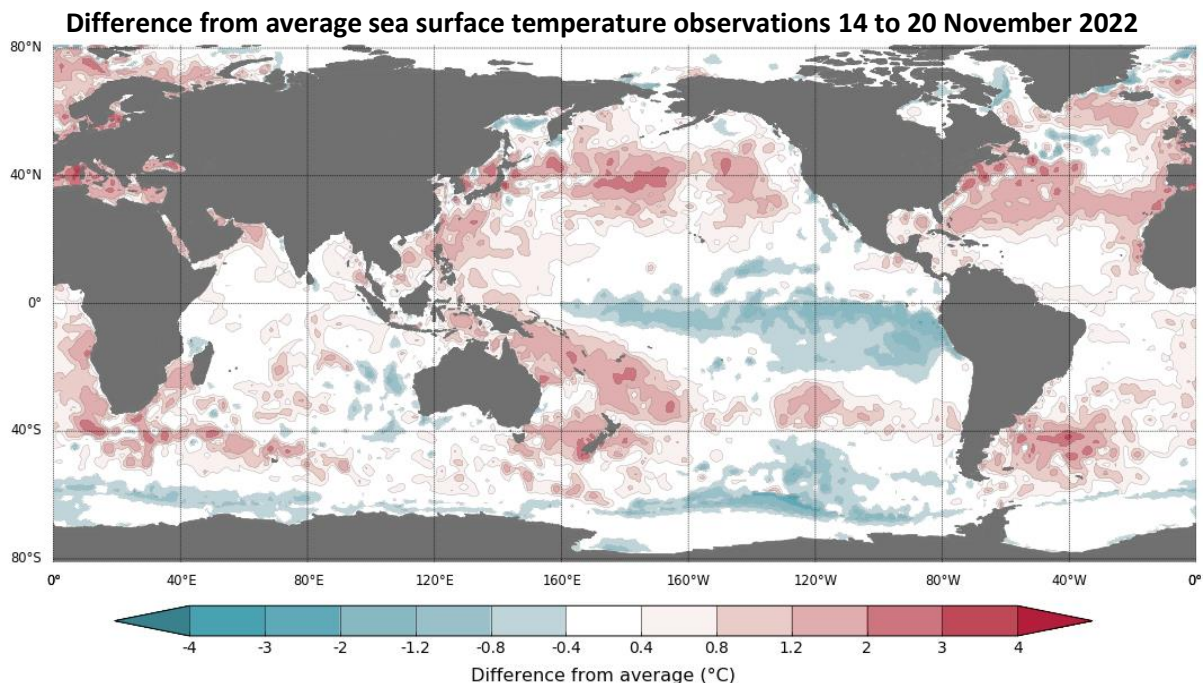 Difference from average sea surface temperature observations 14 to 20 November 2022
80°N
40°N
0°
40°S
80°S
0° 40°E 80°E 120°E 160°E 160°W 120°W 80°W 40°W 0°
-4 -3 -2 -1.2 -0.8 -0.4 0.4 0.8 1.2 2 3 4
Difference from average (°C)